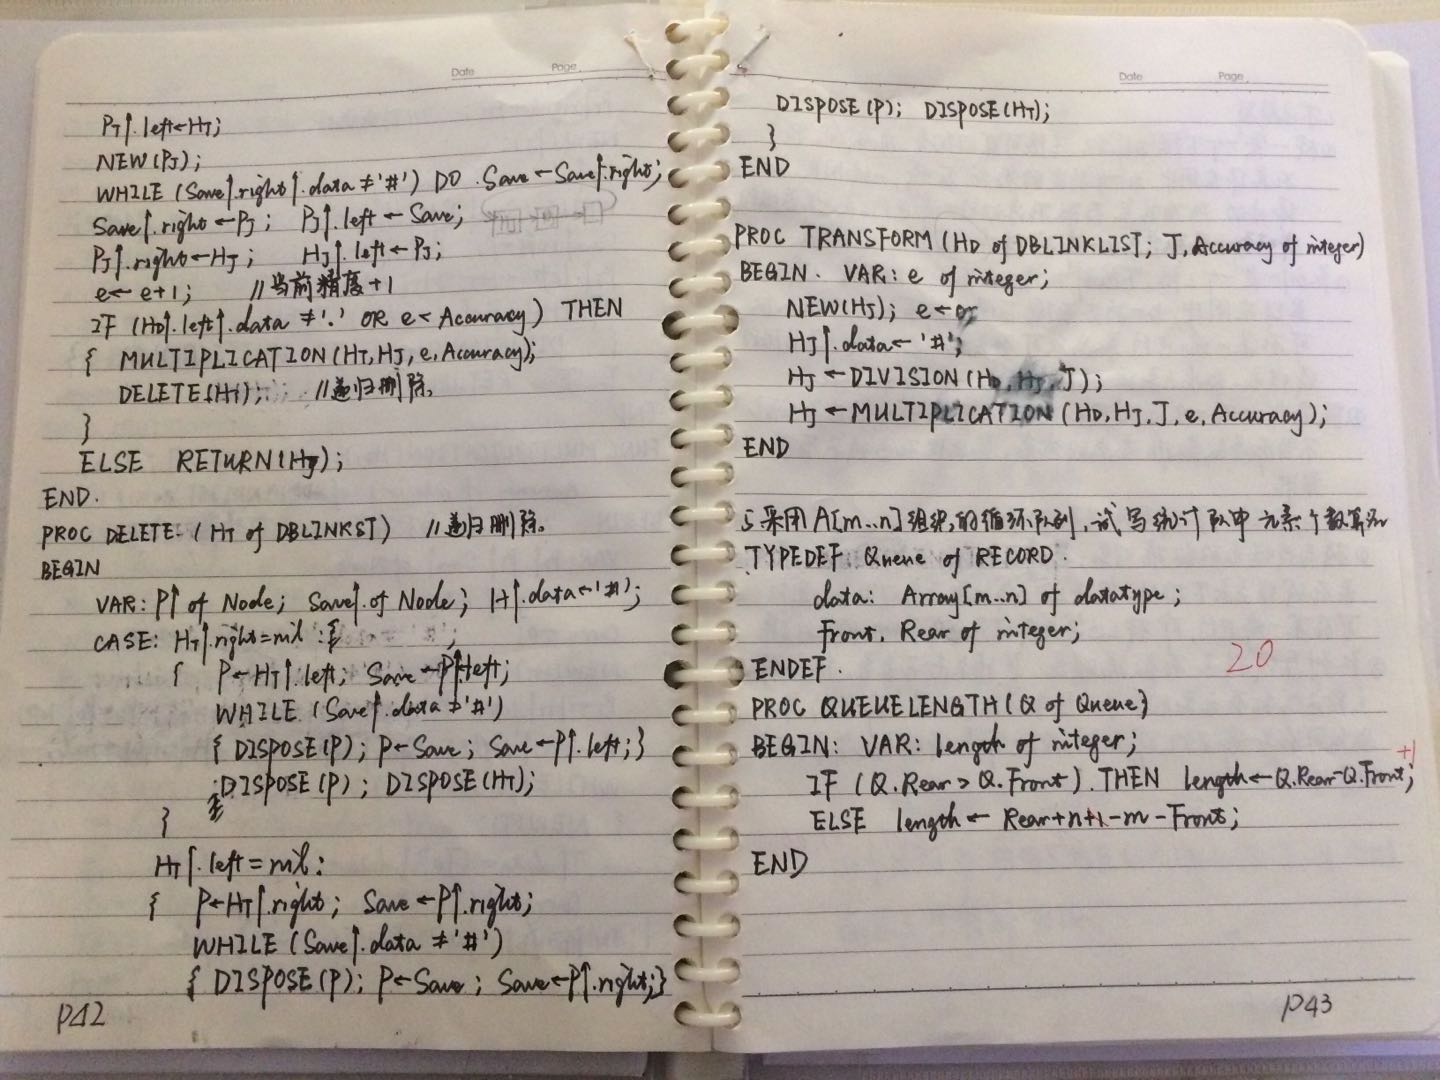 Date Page
PJ↑.left←HJ;
NEW(PJ);
WHILE (Save↑.right↑.data≠'#') DO Save←Save↑.right;
Save↑.right←PJ; PJ↑.left←Save;
PJ↑.right←HJ; HJ↑.left←PJ;
e←e+1; //当前精度+1
IF (HD↑.left↑.data≠'.' OR e<Accuracy) THEN
{ MULTIPLICATION(HT,HJ,e,Accuracy);
DELETE(HT); //递归删除。
}
ELSE RETURN(HJ);
END.
PROC DELETE (HT of DBLINKST) //递归删除。
BEGIN
VAR: P↑ of Node; Save↑ of Node; H↑.data←'#';
CASE: HT↑.right=nil:
{ P←HT↑.left; Save←P↑.left;
WHILE (Save↑.data≠'#')
{ DISPOSE(P); P←Save; Save←P↑.left;}
DISPOSE(P); DISPOSE(HT);
}
HT↑.left=nil:
{ P←HT↑.right; Save←P↑.right;
WHILE (Save↑.data≠'#')
{ DISPOSE(P); P←Save; Save←P↑.right;}
P42
Date Page
DISPOSE(P); DISPOSE(HT);
}
END
PROC TRANSFORM (HD of DBLINKLIST; J,Accuracy of integer)
BEGIN. VAR: e of integer;
NEW(HJ); e←0;
HJ↑.data←'#';
HJ←DIVISION(HD,HJ,J);
HJ←MULTIPLICATION(HD,HJ,J,e,Accuracy);
END
5 采用A[m..n]组织的循环队列,试写统计队中元素个数算法
TYPEDEF Queue of RECORD.
data: Array[m..n] of datatype;
Front, Rear of integer;
20
ENDEF.
PROC QUEUELENGTH(Q of Queue)
BEGIN: VAR: length of integer;
+1
IF (Q.Rear>Q.Front). THEN length←Q.Rear-Q.Front;
ELSE length← Rear+n+1-m-Front;
END
P43